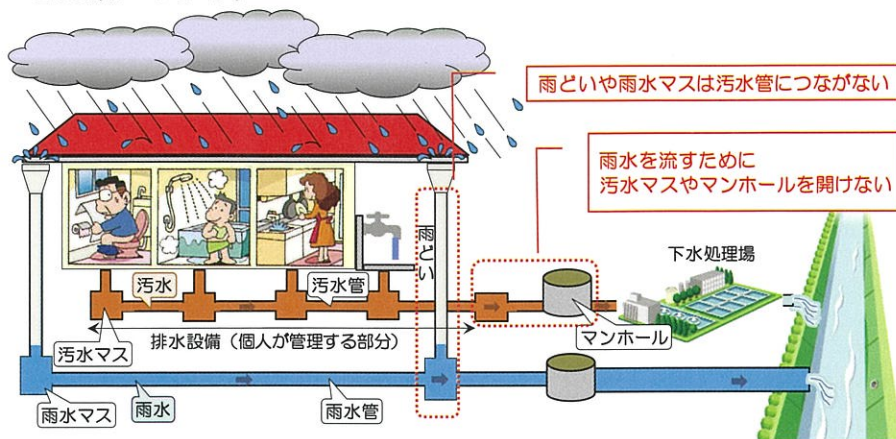 雨どいや雨水マスは汚水管につながない
雨水を流すために
汚水マスやマンホールを開けない
雨どい
下水処理場
汚水
汚水管
マンホール
排水設備（個人が管理する部分）
汚水マス
雨水マス
雨水
雨水管